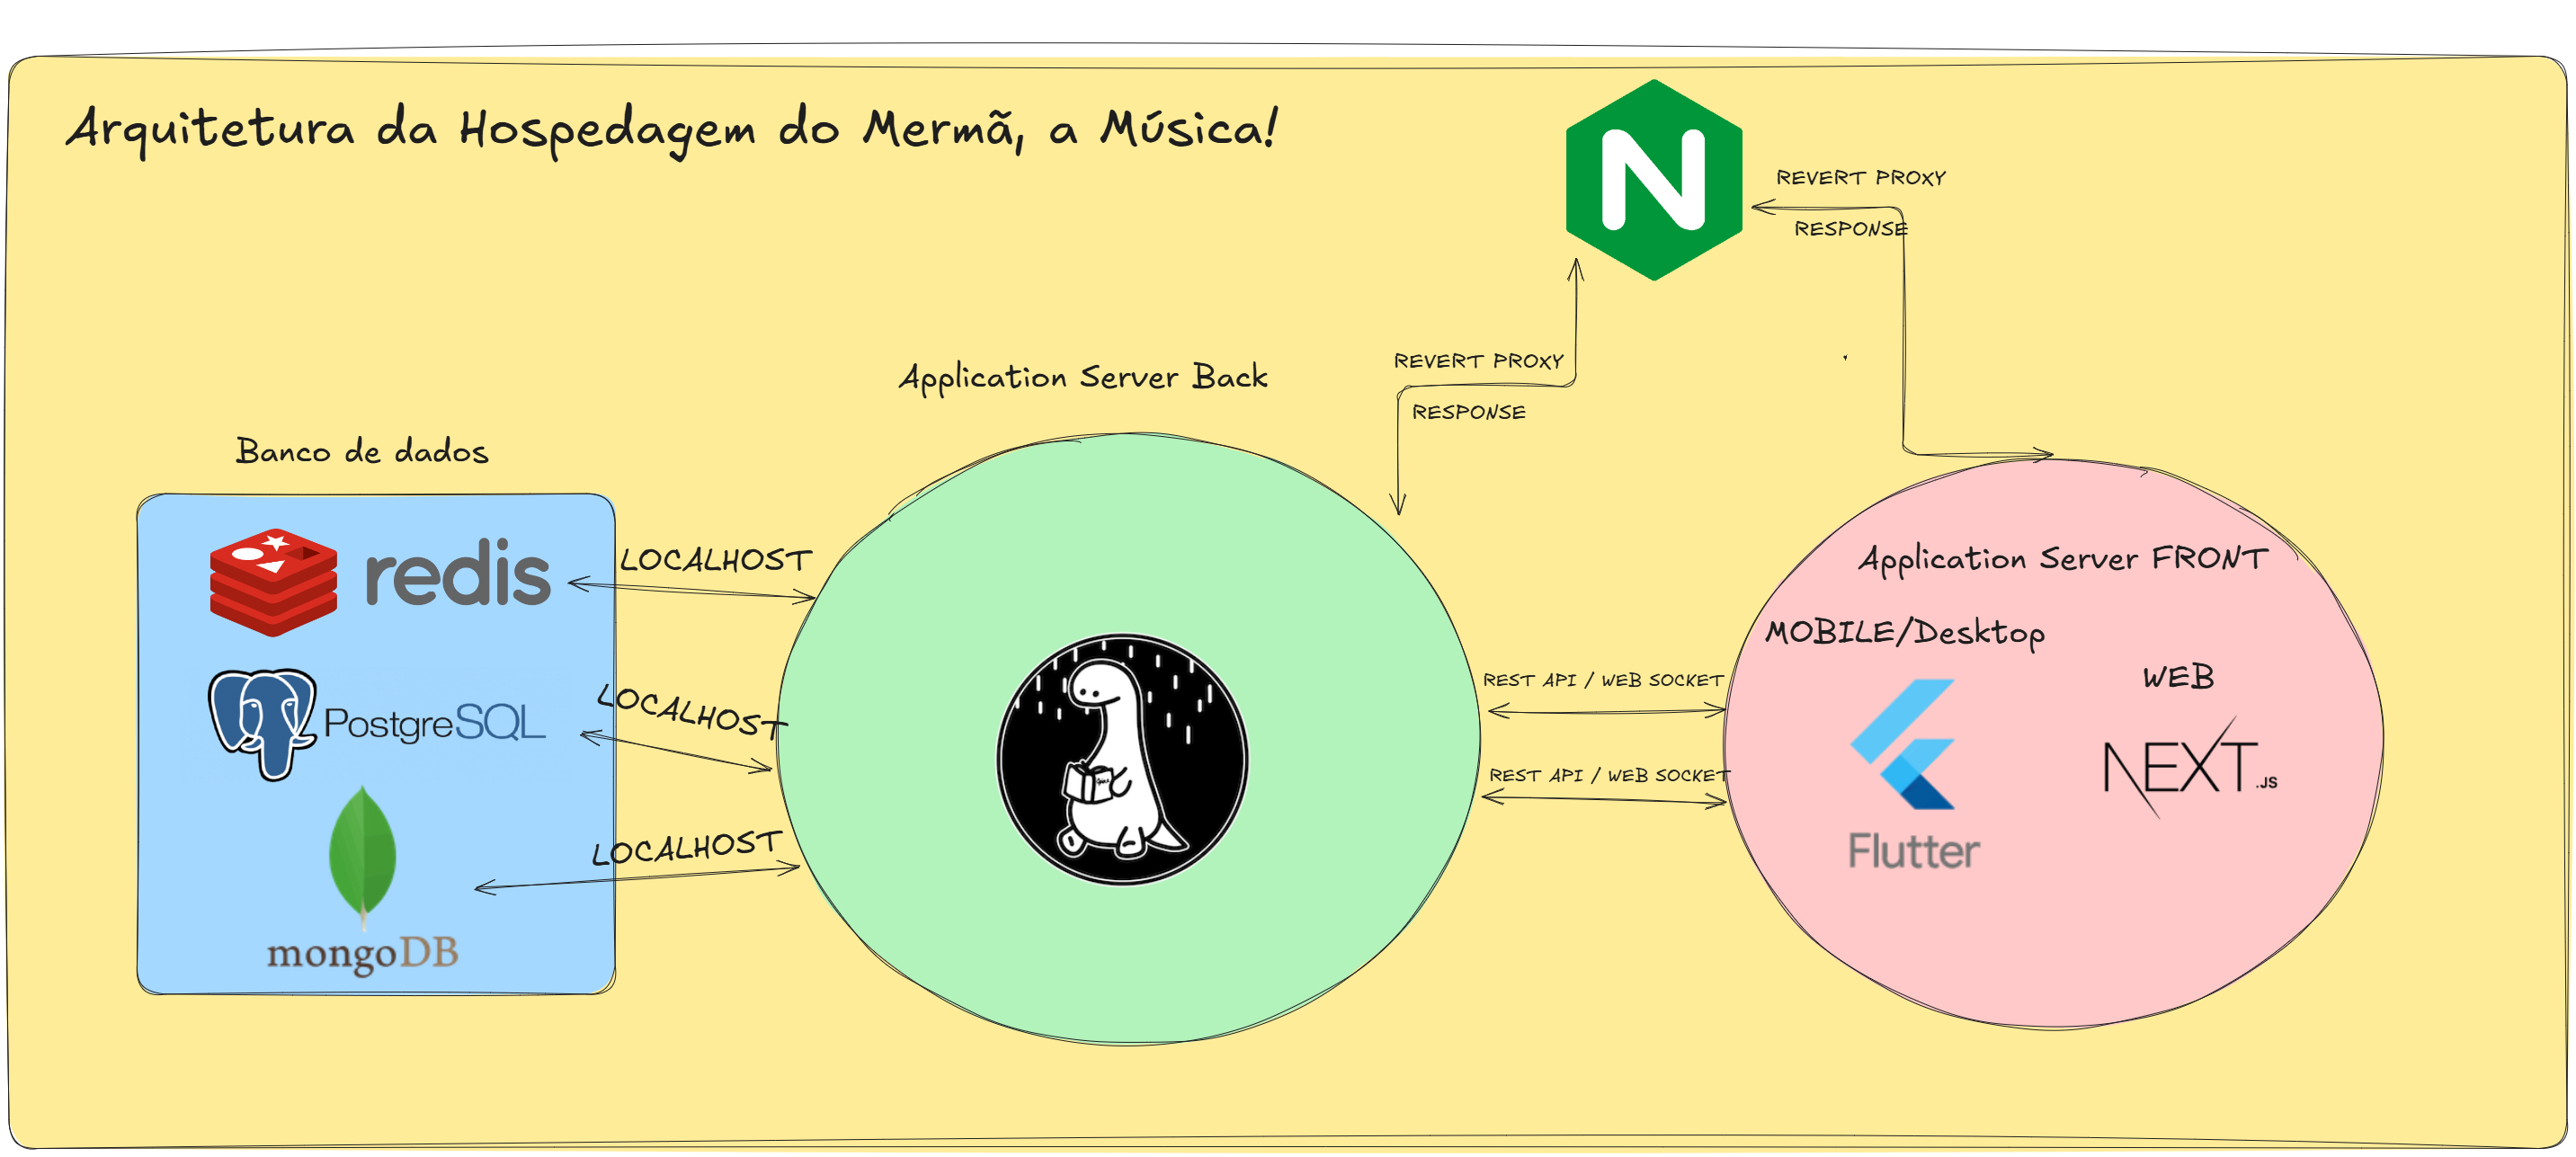 Arquitetura da Hospedagem do Mermã, a Música!
N
REVERT PROXY
RESPONSE
REVERT PROXY
RESPONSE
Application Server Back
Banco de dados
redis
LOCALHOST
PostgreSQL
LOCALHOST
mongoDB
LOCALHOST
REST API / WEB SOCKET
REST API / WEB SOCKET
Application Server FRONT
MOBILE/Desktop
Flutter
WEB
NEXT.JS